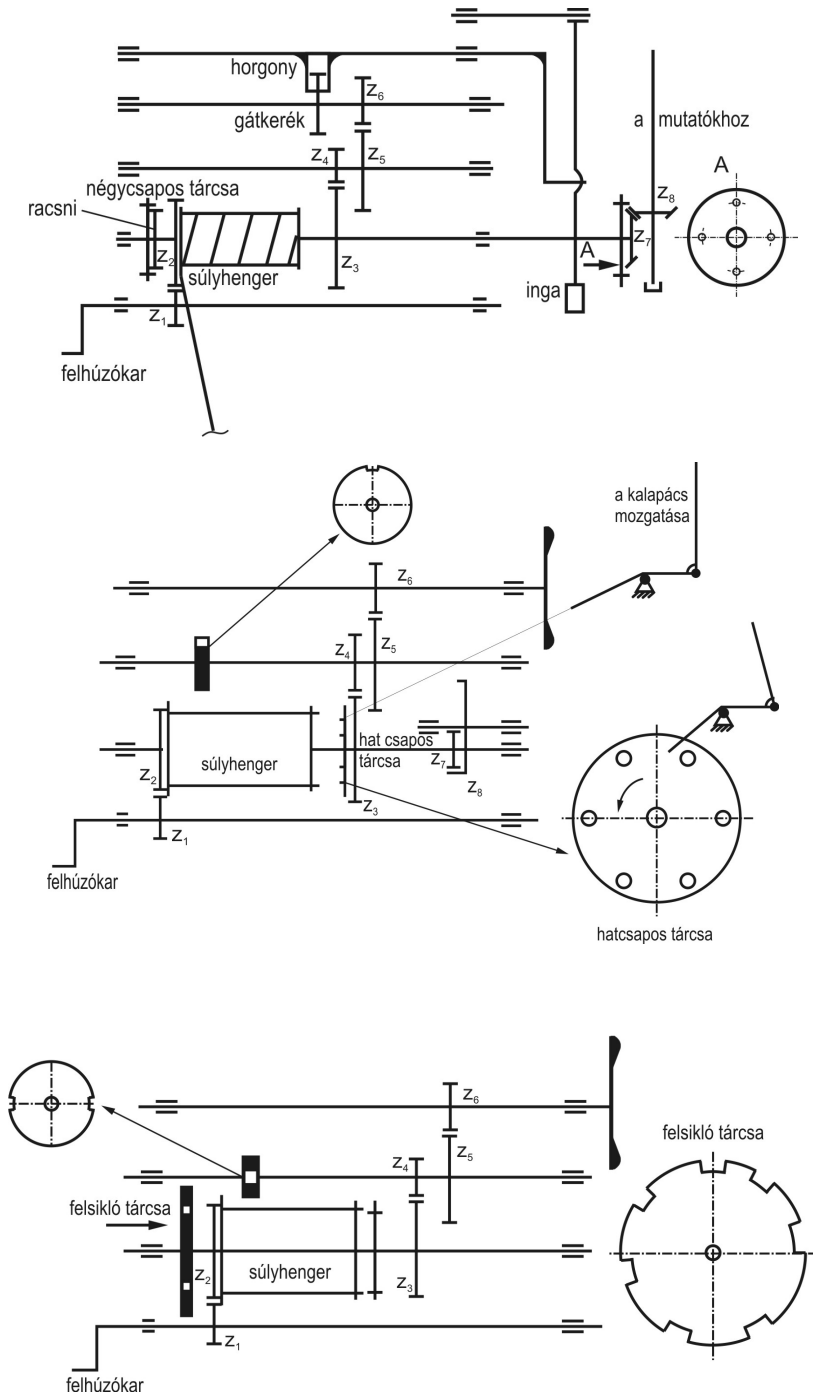 horgony
z6
gátkerék
a mutatókhoz
A
z4
z5
négycsapos tárcsa
racsni
z8
z2
z7
A
z3
súlyhenger
inga
z1
felhúzókar
a kalapács
mozgatása
z6
z4
z5
hat csapos
tárcsa
súlyhenger
z7
z2
z8
z3
z1
felhúzókar
hatcsapos tárcsa
z6
felsikló tárcsa
z5
z4
felsikló tárcsa
z2
súlyhenger
z3
z1
felhúzókar